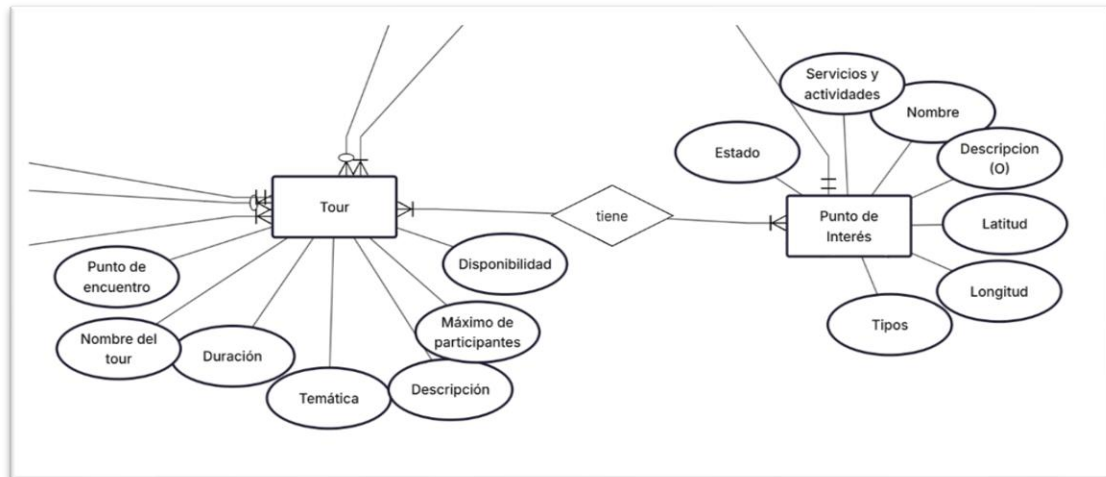 Servicios y
actividades
Nombre
Estado
Descripcion
(O)
Tour
tiene
Punto de
Interés
Latitud
Punto de
encuentro
Disponibilidad
Longitud
Nombre del
tour
Duración
Máximo de
participantes
Tipos
Temática
Descripción